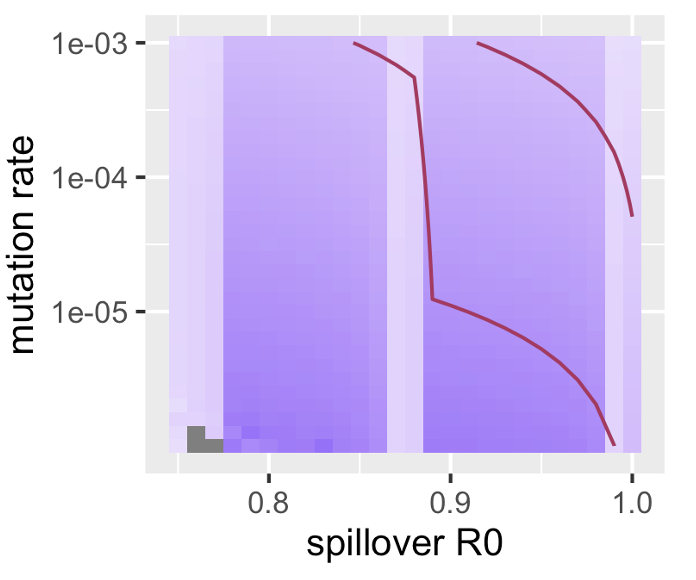 mutation rate
1e-03
1e-04
1e-05
0.8 0.9 1.0
spillover R0